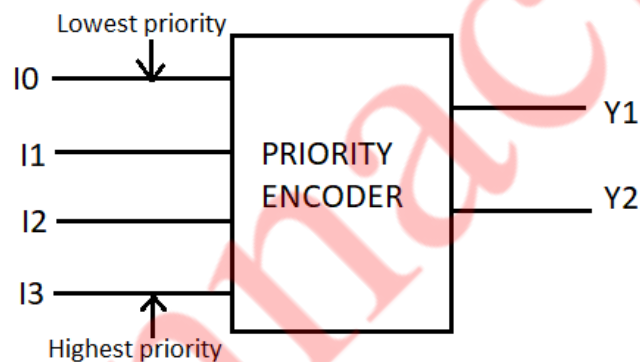 Lowest priority
I0
I1
I2
I3
PRIORITY
ENCODER
Y1
Y2
Highest priority